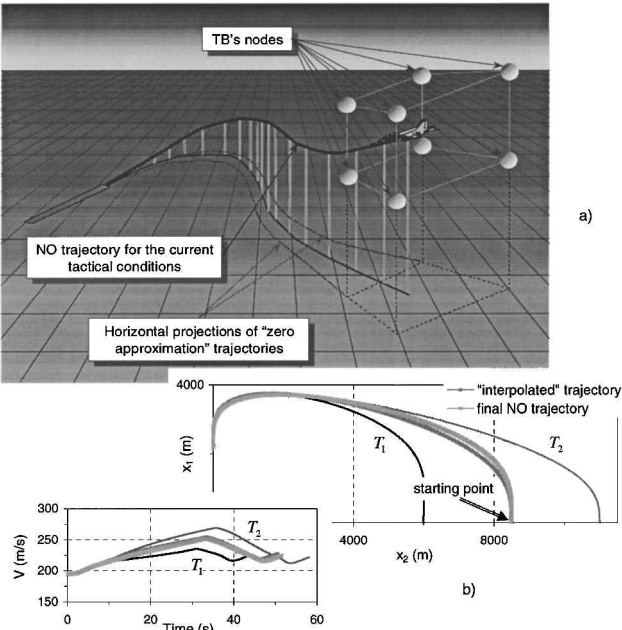 TB's nodes
a)
NO trajectory for the current
tactical conditions
Horizontal projections of "zero
approximation" trajectories
4000
"interpolated" trajectory
final NO trajectory
T1
T2
x1 (m)
starting point
4000
8000
x2 (m)
b)
300
250
200
150
V (m/s)
T2
T1
0
20
40
60
Time (s)